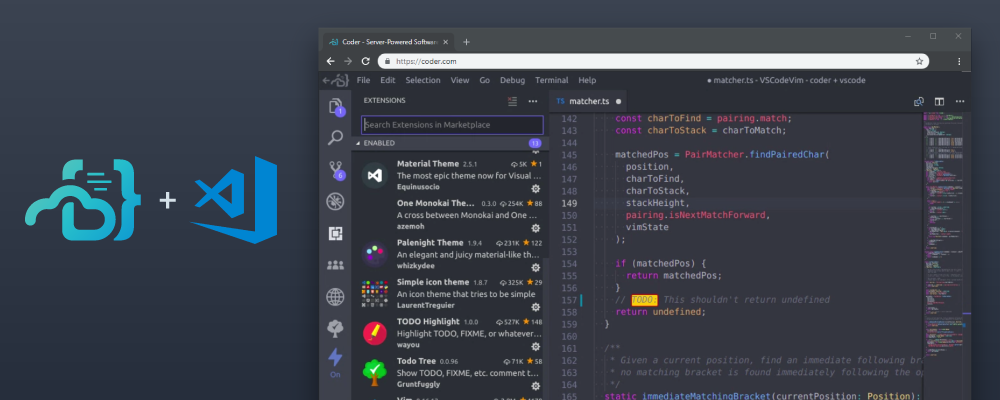 Coder - Server-Powered Software
https://coder.com
File Edit Selection View Go Debug Terminal Help
● matcher.ts - VSCodeVim - coder + vscode
EXTENSIONS
Search Extensions in Marketplace
ENABLED 13
Material Theme 2.5.1 5K ★ 1
The most epic theme now for Visual ...
Equinusocio
One Monokai The... 0.3.0 254K ★ 88
A cross between Monokai and One ...
azemoh
Palenight Theme 1.9.4 231K ★ 122
An elegant and juicy material-like th...
whizkydee
Simple icon theme 1.8.7 325K ★ 29
An icon theme that tries to be simple
LaurentTreguier
TODO Highlight 1.0.0 527K ★ 148
Highlight TODO, FIXME, or whatever...
wayou
Todo Tree 0.0.96 71K ★ 58
Show TODO, FIXME, etc. comment t...
Gruntfuggly
1
6
On
+
TS matcher.ts ●
142 const charToFind = pairing.match;
143 const charToStack = charToMatch;
144
145 matchedPos = PairMatcher.findPairedChar(
146 position,
147 charToFind,
148 charToStack,
149 stackHeight,
150 pairing.isNextMatchForward,
151 vimState
152 );
153
154 if (matchedPos) {
155 return matchedPos;
156 }
157 // TODO: This shouldn't return undefined
158 return undefined;
159 }
160
161 /**
162 * Given a current position, find an immediate following
163 * no matching bracket is found immediately following the
164 */
165 static immediateMatchingBracket(currentPosition: Position):